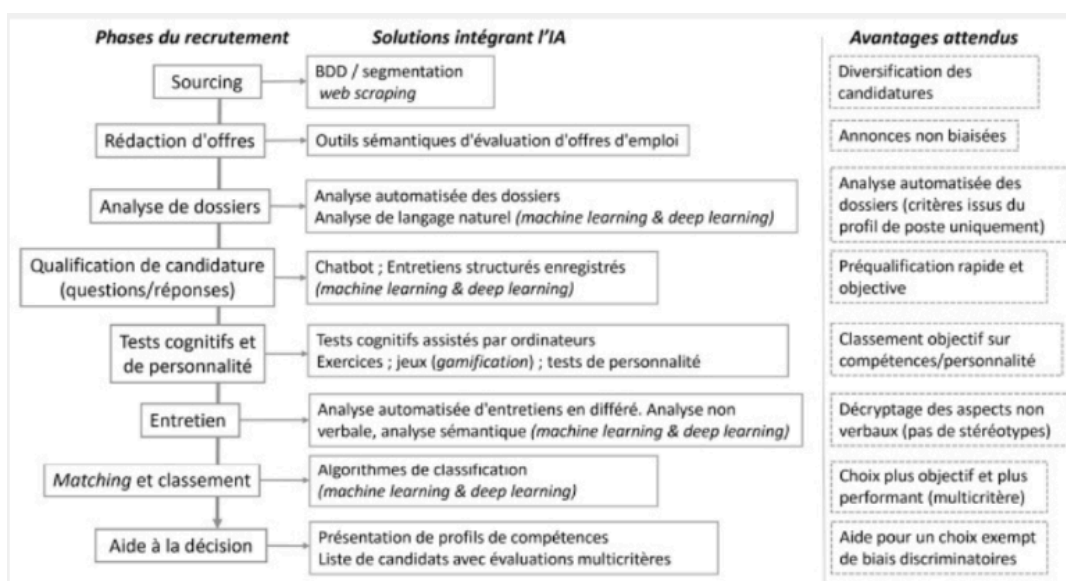 Phases du recrutement
Solutions intégrant l'IA
Avantages attendus
Sourcing
BDD / segmentation
web scraping
Diversification des
candidatures
Rédaction d'offres
Outils sémantiques d'évaluation d'offres d'emploi
Annonces non biaisées
Analyse de dossiers
Analyse automatisée des dossiers
Analyse de langage naturel (machine learning & deep learning)
Analyse automatisée des
dossiers (critères issus du
profil de poste uniquement)
Qualification de candidature
(questions/réponses)
Chatbot ; Entretiens structurés enregistrés
(machine learning & deep learning)
Préqualification rapide et
objective
Tests cognitifs et
de personnalité
Tests cognitifs assistés par ordinateurs
Exercices ; jeux (gamification) ; tests de personnalité
Classement objectif sur
compétences/personnalité
Entretien
Analyse automatisée d'entretiens en différé. Analyse non
verbale, analyse sémantique (machine learning & deep learning)
Décryptage des aspects non
verbaux (pas de stéréotypes)
Matching et classement
Algorithmes de classification
(machine learning & deep learning)
Choix plus objectif et plus
performant (multicritère)
Aide à la décision
Présentation de profils de compétences
Liste de candidats avec évaluations multicritères
Aide pour un choix exempt
de biais discriminatoires